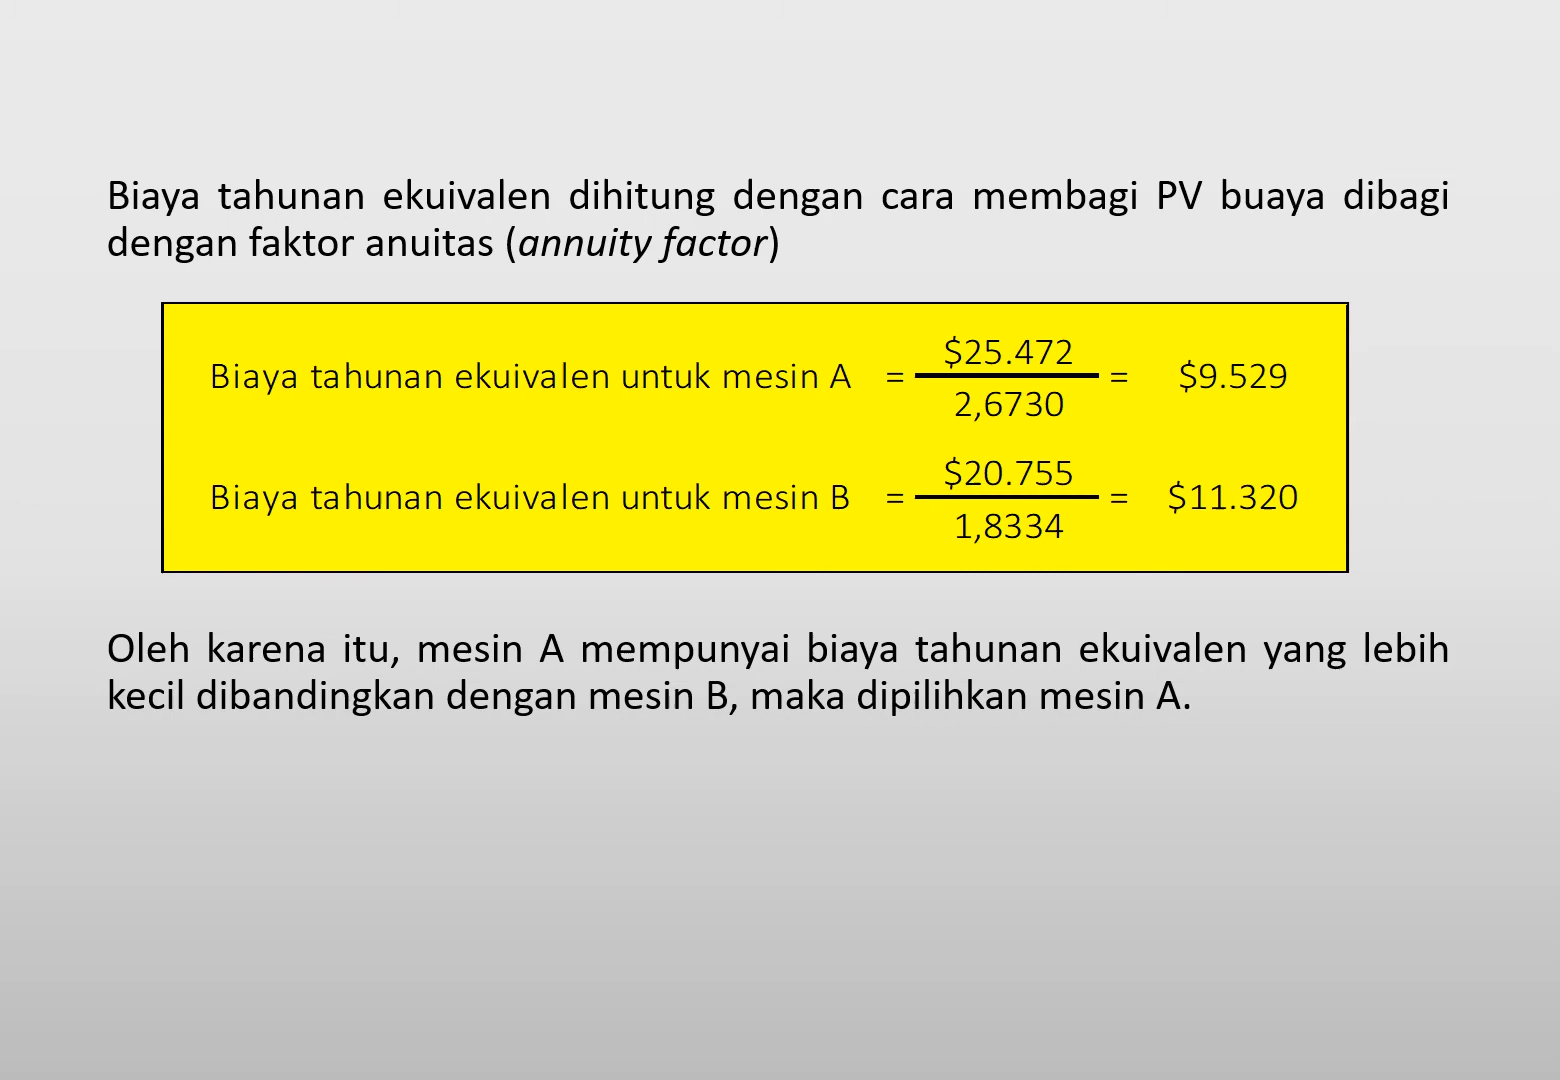 Biaya tahunan ekuivalen dihitung dengan cara membagi PV buaya dibagi
dengan faktor anuitas (annuity factor)
Biaya tahunan ekuivalen untuk mesin A = $25.472 / 2,6730 = $9.529
Biaya tahunan ekuivalen untuk mesin B = $20.755 / 1,8334 = $11.320
Oleh karena itu, mesin A mempunyai biaya tahunan ekuivalen yang lebih
kecil dibandingkan dengan mesin B, maka dipilihkan mesin A.